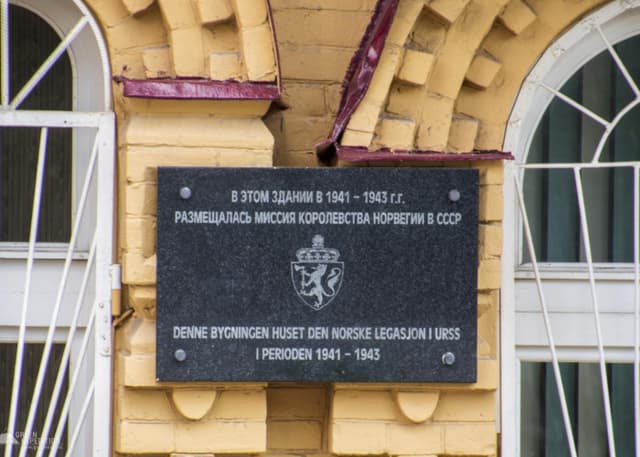 В ЭТОМ ЗДАНИИ В 1941 - 1943 г.г.
РАЗМЕЩАЛАСЬ МИССИЯ КОРОЛЕВСТВА НОРВЕГИИ В СССР
DENNE BYGNINGEN HUSET DEN NORSKE LEGASJON I URSS
I PERIODEN 1941 - 1943